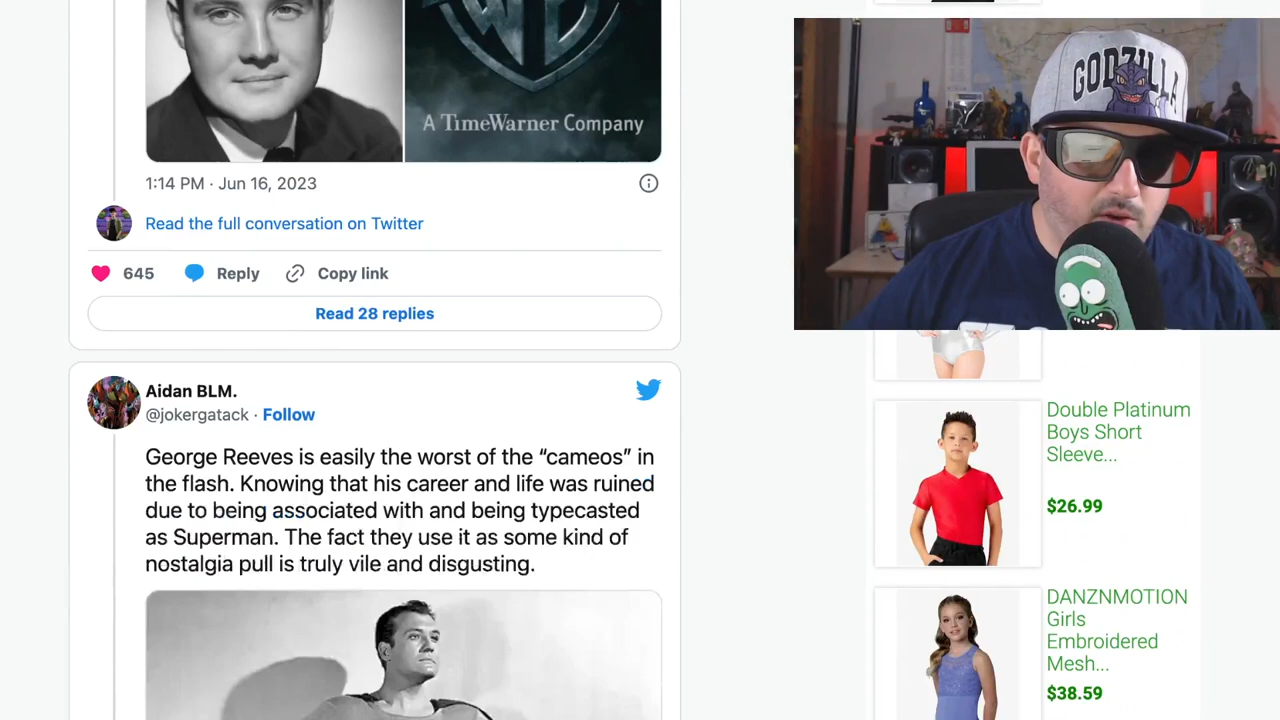 A TimeWarner Company
1:14 PM · Jun 16, 2023
Read the full conversation on Twitter
645 Reply Copy link
Read 28 replies
Aidan BLM.
@jokergatack · Follow
George Reeves is easily the worst of the “cameos” in
the flash. Knowing that his career and life was ruined
due to being associated with and being typecasted
as Superman. The fact they use it as some kind of
nostalgia pull is truly vile and disgusting.
GODZILLA
Double Platinum
Boys Short
Sleeve...
$26.99
DANZNMOTION
Girls
Embroidered
Mesh...
$38.59